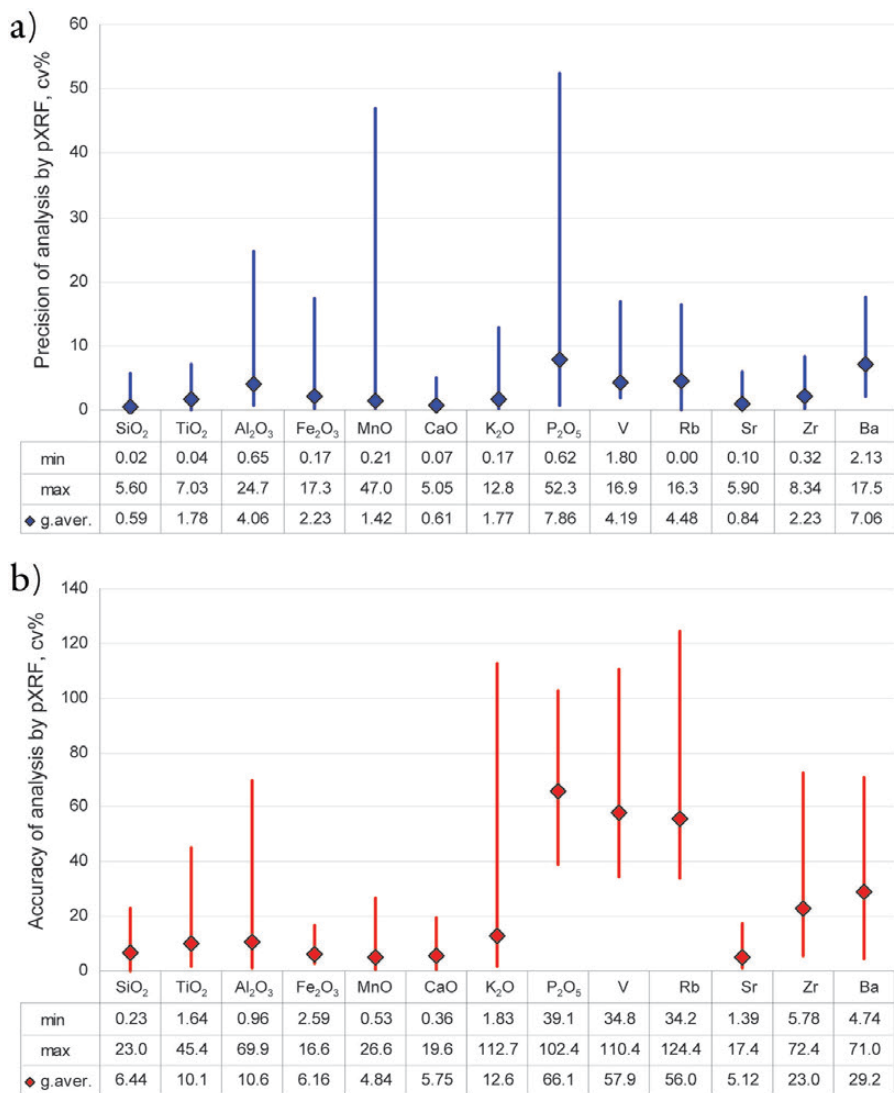 a)
Precision of analysis by pXRF, cv%
60
50
40
30
20
10
0
SiO₂ TiO₂ Al₂O₃ Fe₂O₃ MnO CaO K₂O P₂O₅ V Rb Sr Zr Ba
min 0.02 0.04 0.65 0.17 0.21 0.07 0.17 0.62 1.80 0.00 0.10 0.32 2.13
max 5.60 7.03 24.7 17.3 47.0 5.05 12.8 52.3 16.9 16.3 5.90 8.34 17.5
g.aver. 0.59 1.78 4.06 2.23 1.42 0.61 1.77 7.86 4.19 4.48 0.84 2.23 7.06
b)
Accuracy of analysis by pXRF, cv%
140
120
100
80
60
40
20
0
SiO₂ TiO₂ Al₂O₃ Fe₂O₃ MnO CaO K₂O P₂O₅ V Rb Sr Zr Ba
min 0.23 1.64 0.96 2.59 0.53 0.36 1.83 39.1 34.8 34.2 1.39 5.78 4.74
max 23.0 45.4 69.9 16.6 26.6 19.6 112.7 102.4 110.4 124.4 17.4 72.4 71.0
g.aver. 6.44 10.1 10.6 6.16 4.84 5.75 12.6 66.1 57.9 56.0 5.12 23.0 29.2